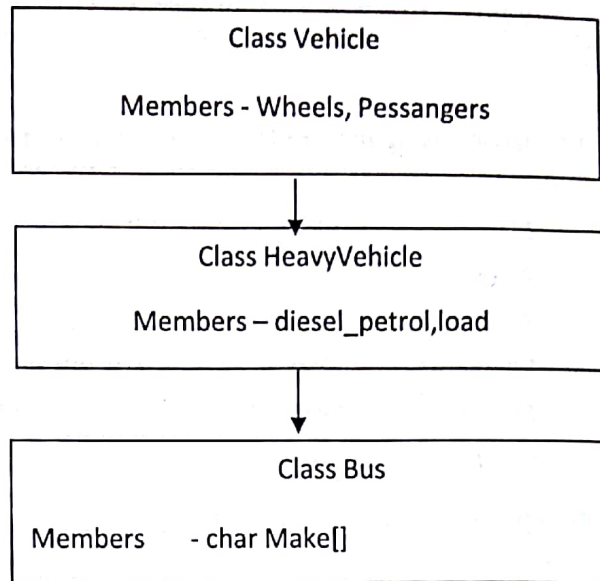 Class Vehicle
Members - Wheels, Pessangers
Class HeavyVehicle
Members – diesel_petrol,load
Class Bus
Members - char Make[]